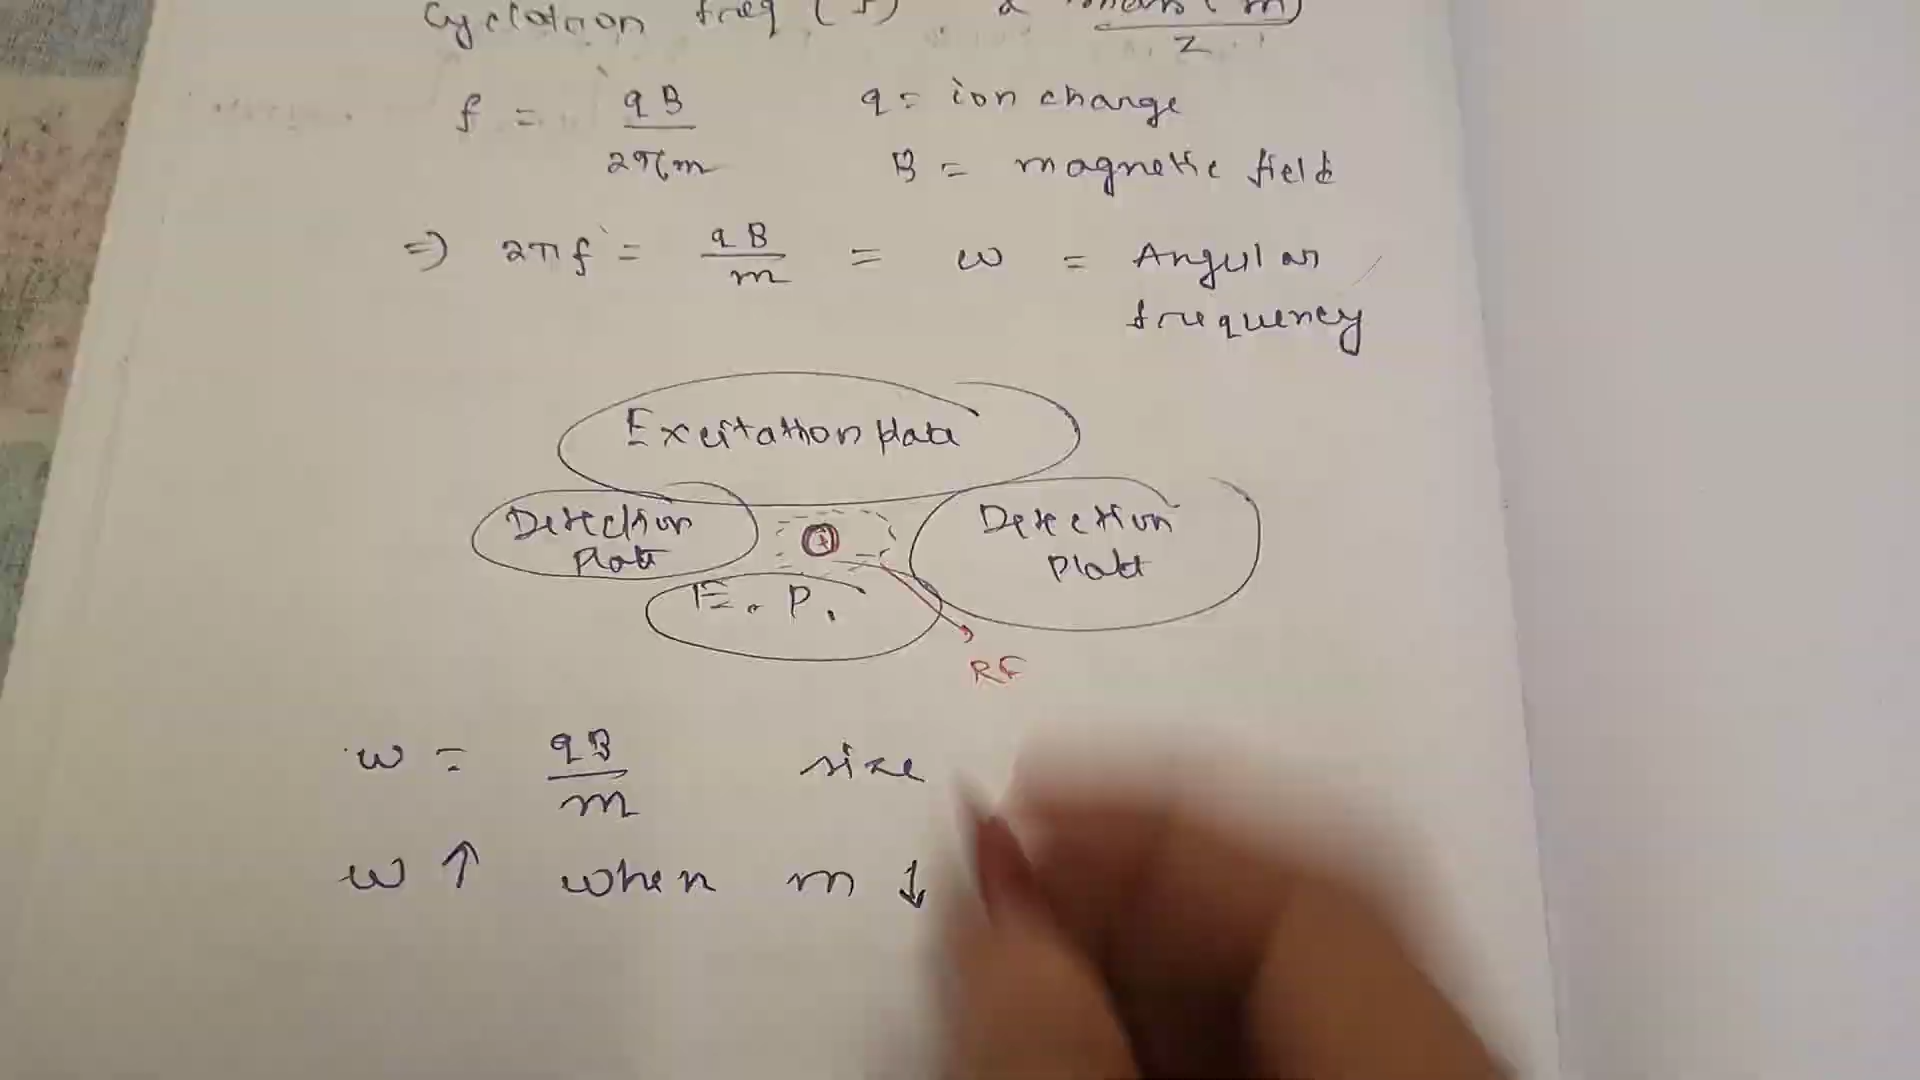 Cyclotron freq (f) α mass (m)
z
f = qB / 2πm q = ion charge
B = magnetic field
⇒ 2πf = qB / m = ω = Angular
frequency
Excitation plate
Detection
plate
+
Detection
plate
E.P.
RF
ω = qB / m size
ω ↑ when m ↓